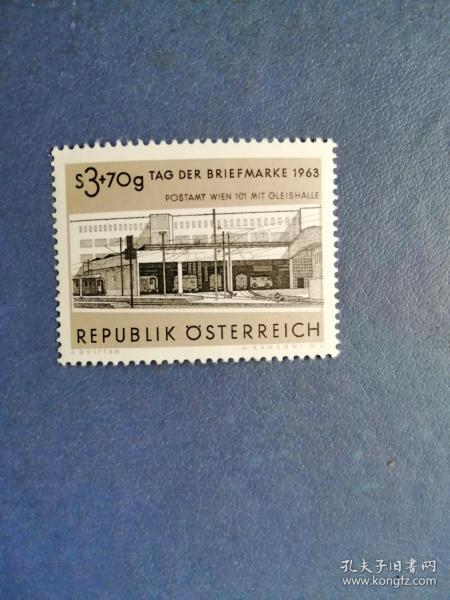 S3+70g TAG DER BRIEFMARKE 1963
POSTAMT WIEN 101 MIT GLEISHALLE
REPUBLIK ÖSTERREICH
孔夫子旧书网
www.kongfz.com